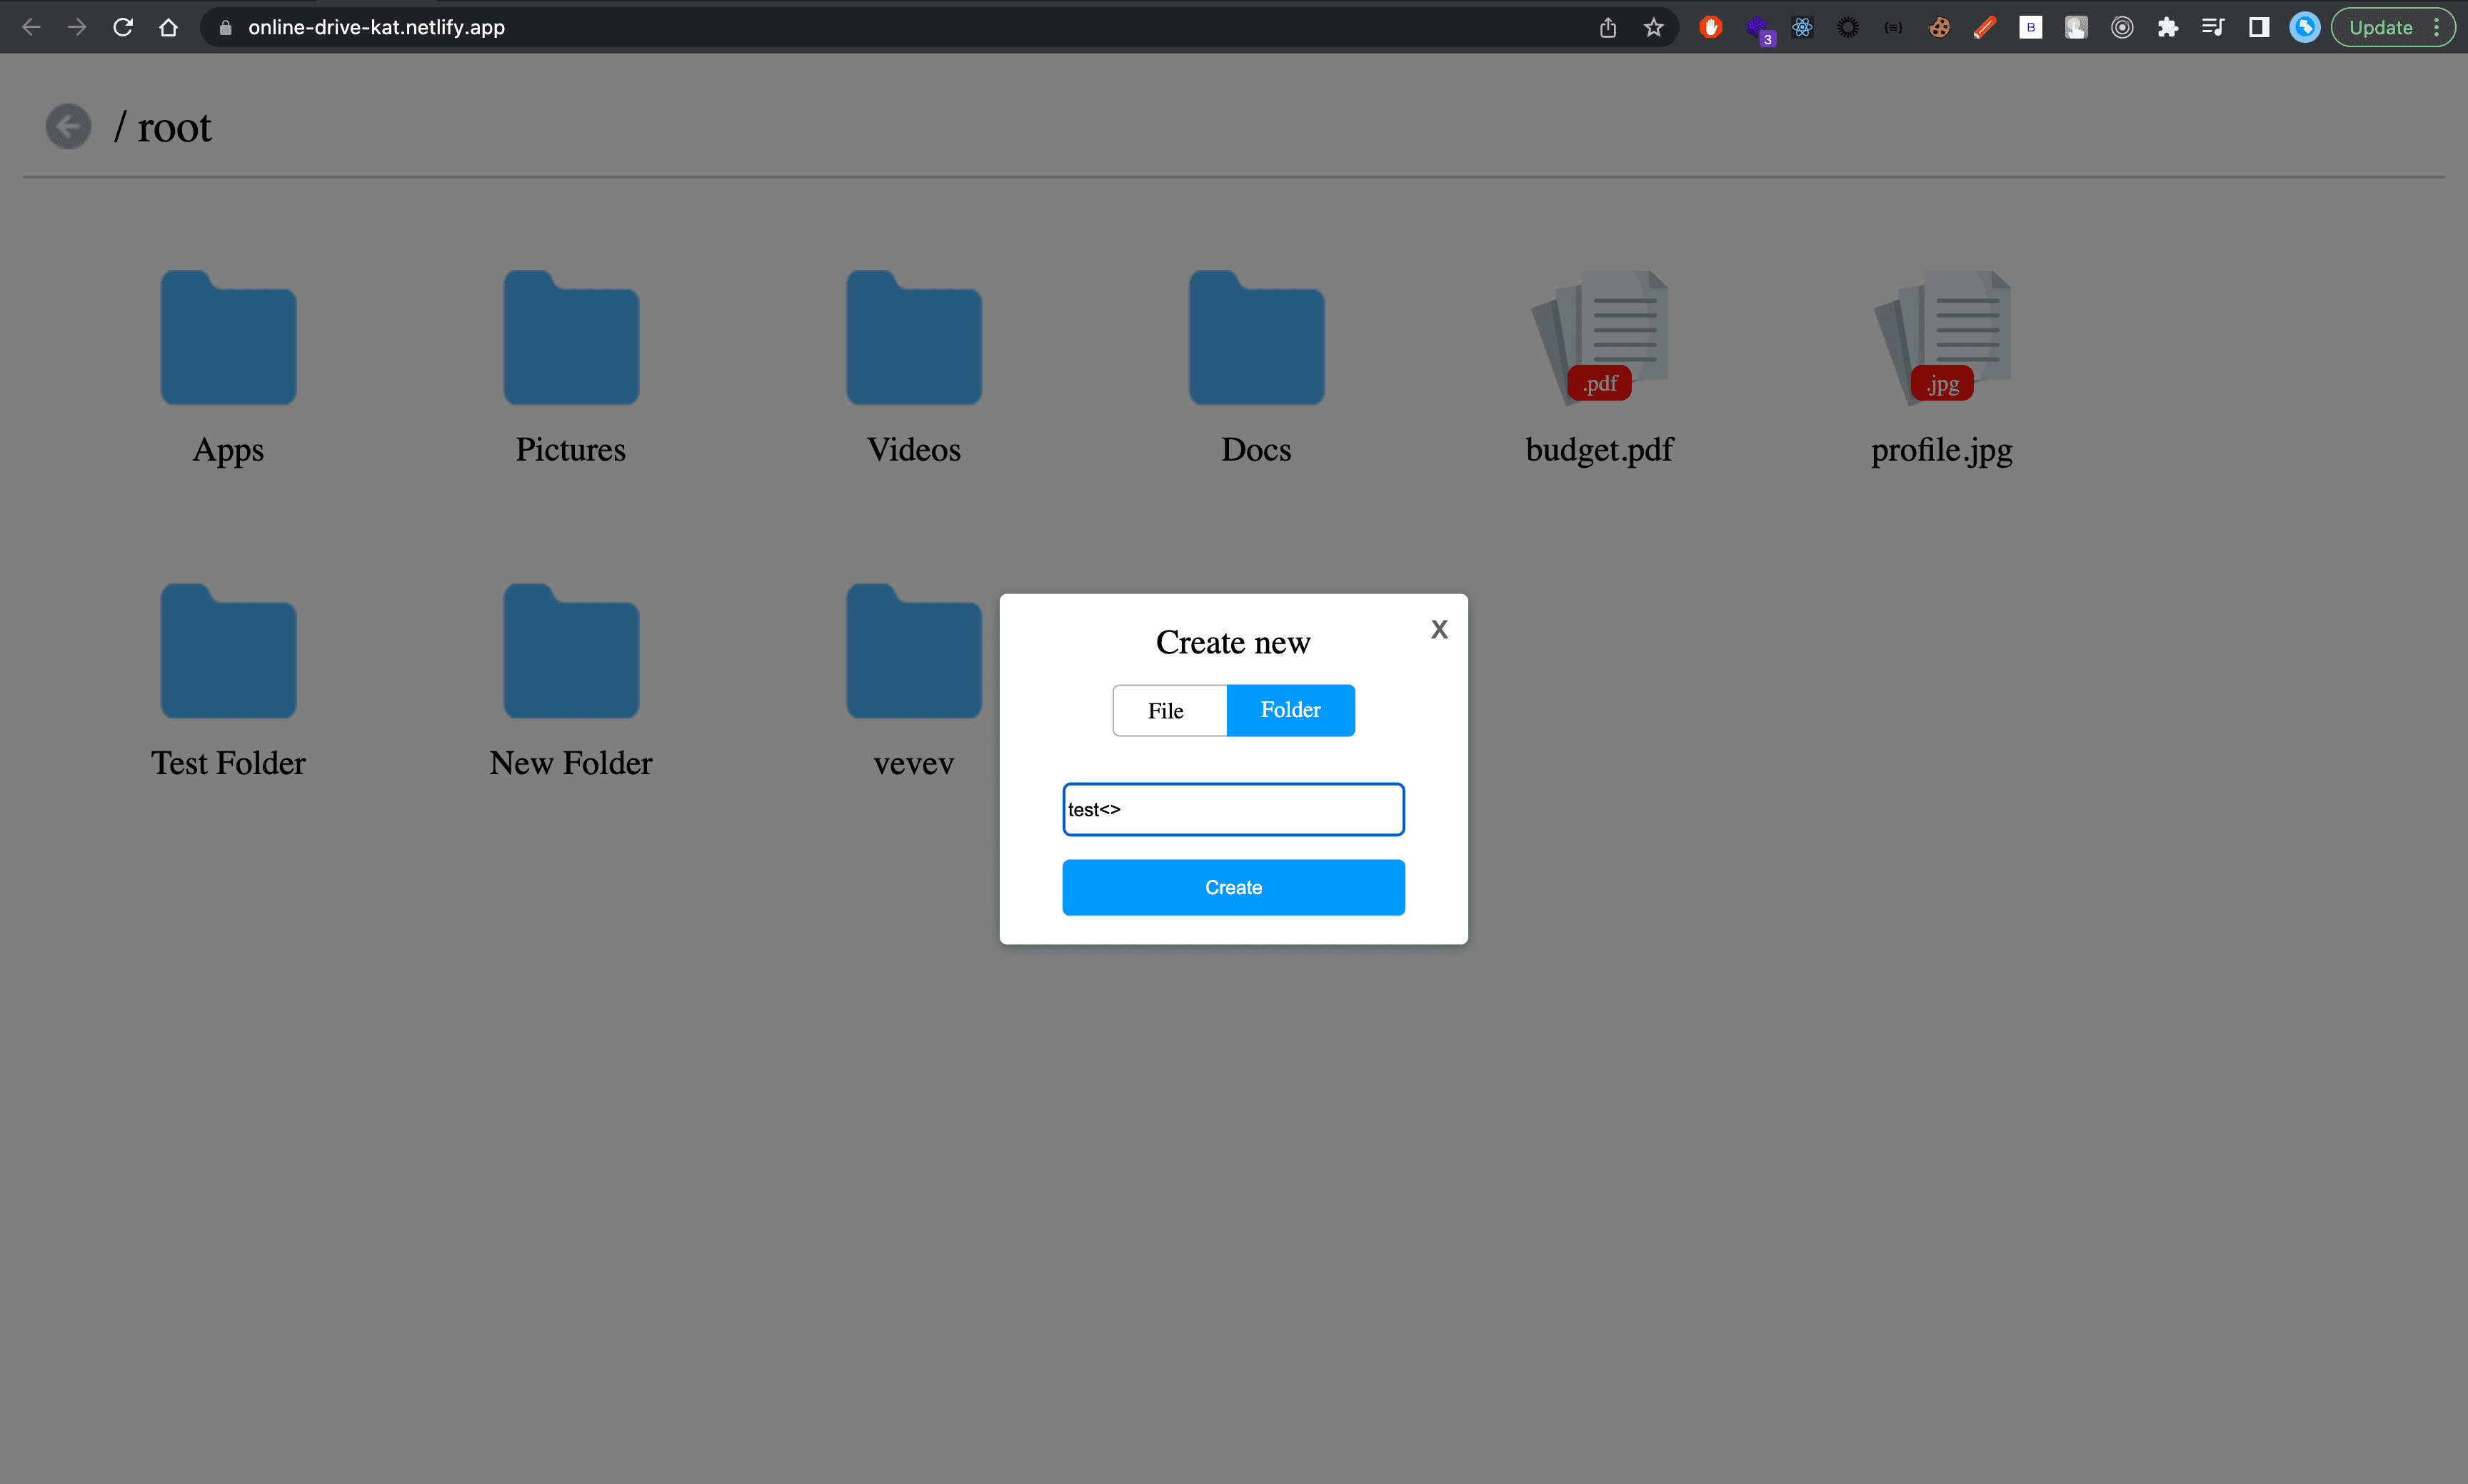 online-drive-kat.netlify.app
3
{≡}
B
Update
/ root
.pdf
.jpg
Apps
Pictures
Videos
Docs
budget.pdf
profile.jpg
Create new
X
File
Folder
Test Folder
New Folder
vevev
test<>
Create